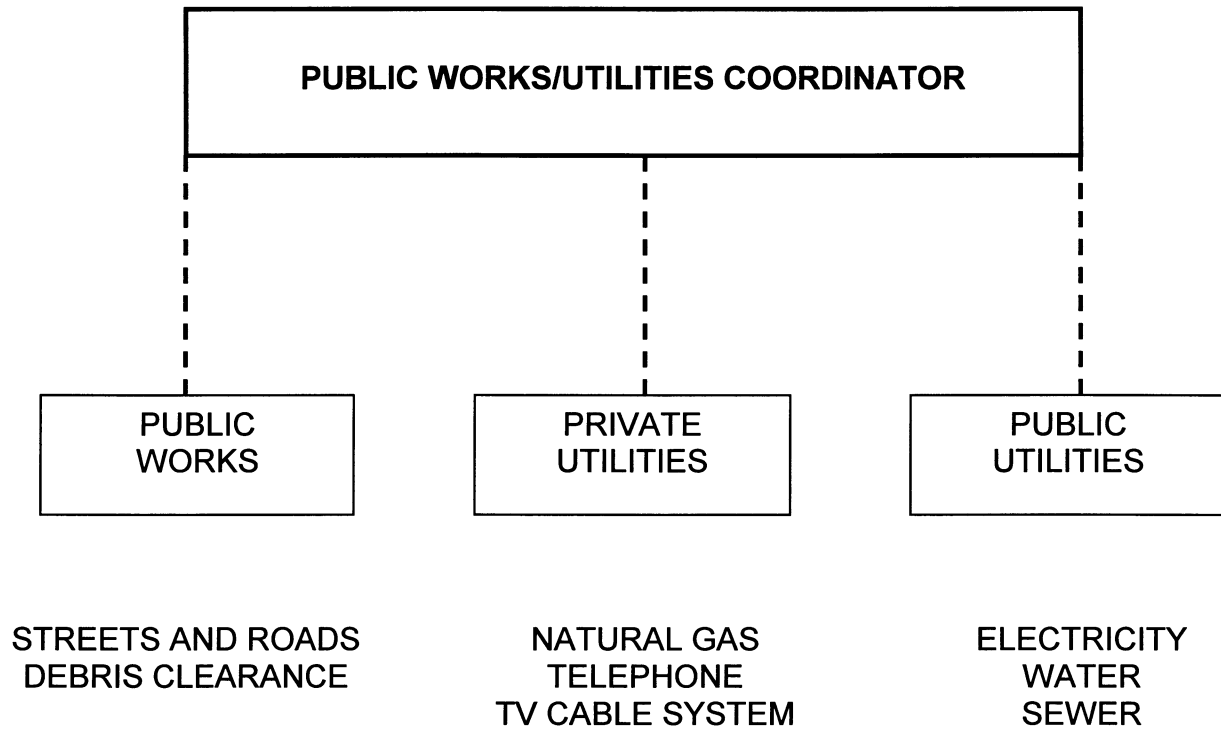 PUBLIC WORKS/UTILITIES COORDINATOR
PUBLIC
WORKS
PRIVATE
UTILITIES
PUBLIC
UTILITIES
STREETS AND ROADS
DEBRIS CLEARANCE
NATURAL GAS
TELEPHONE
TV CABLE SYSTEM
ELECTRICITY
WATER
SEWER